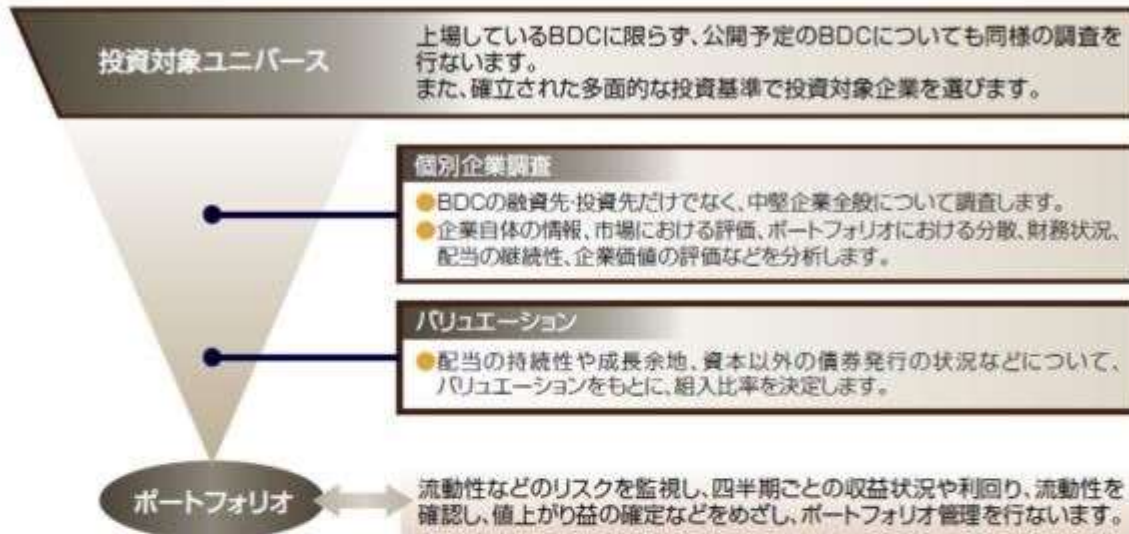 投資対象ユニバース
上場しているBDCに限らず、公開予定のBDCについても同様の調査を
行ないます。
また、確立された多面的な投資基準で投資対象企業を選びます。
個別企業調査
●BDCの融資先・投資先だけでなく、中堅企業全般について調査します。
●企業自体の情報、市場における評価、ポートフォリオにおける分散、財務状況、
配当の継続性、企業価値の評価などを分析します。
バリュエーション
●配当の持続性や成長余地、資本以外の債券発行の状況などについて、
バリュエーションをもとに、組入比率を決定します。
ポートフォリオ
流動性などのリスクを監視し、四半期ごとの収益状況や利回り、流動性を
確認し、値上がり益の確定などをめざし、ポートフォリオ管理を行ないます。